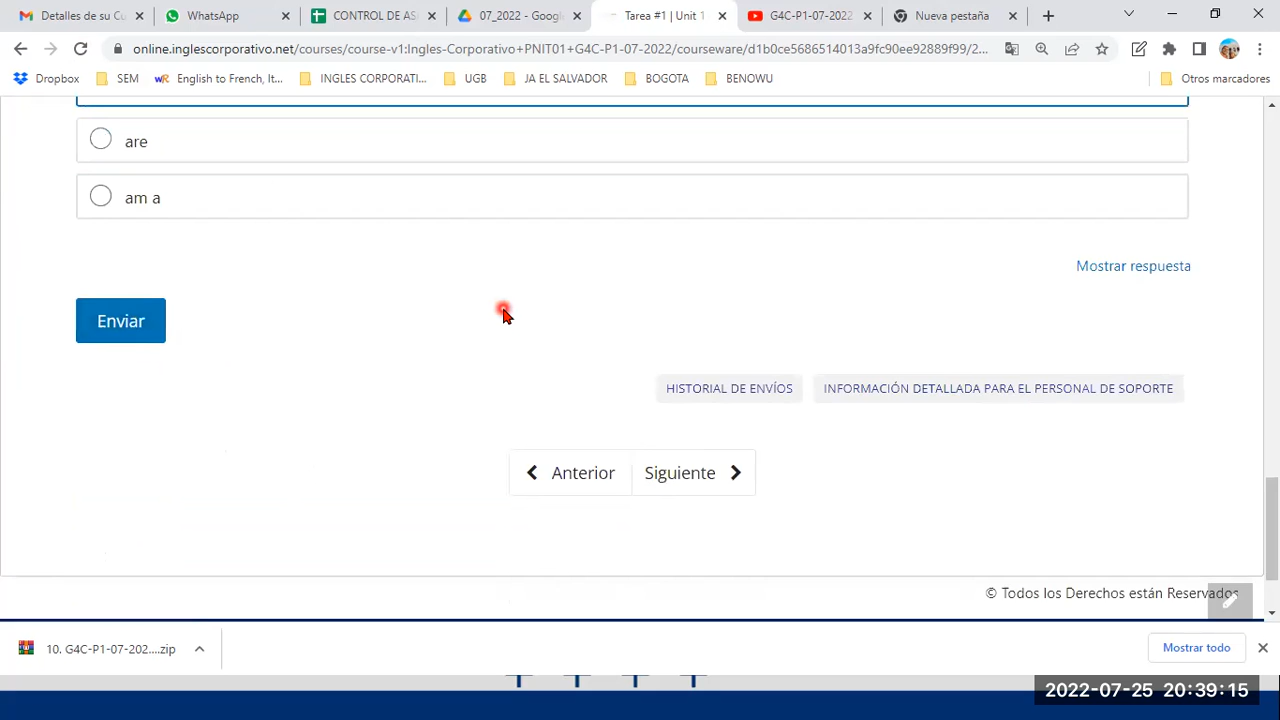 Detalles de su Cu
WhatsApp
CONTROL DE AS
07_2022 - Google
Tarea #1 | Unit 1
G4C-P1-07-2022
Nueva pestaña
online.inglescorporativo.net/courses/course-v1:Ingles-Corporativo+PNIT01+G4C-P1-07-2022/courseware/d1b0ce5686514013a9fc90ee92889f99/2...
Dropbox
SEM
English to French, It...
INGLES CORPORATI...
UGB
JA EL SALVADOR
BOGOTA
BENOWU
Otros marcadores
are
am a
Mostrar respuesta
Enviar
HISTORIAL DE ENVÍOS
INFORMACIÓN DETALLADA PARA EL PERSONAL DE SOPORTE
Anterior
Siguiente
© Todos los Derechos están Reservados
10. G4C-P1-07-202....zip
Mostrar todo
2022-07-25 20:39:15